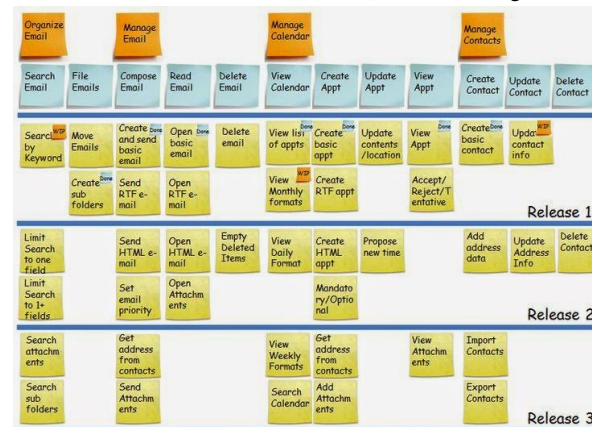 Organize
Email
Manage
Email
Manage
Calendar
Manage
Contacts
Search
Email
File
Emails
Compose
Email
Read
Email
Delete
Email
View
Calendar
Create
Appt
Update
Appt
View
Appt
Create
Contact
Update
Contact
Delete
Contact
Search
by
Keyword
WIP
Move
Emails
Create
and send
basic
email
Done
Open
basic
email
Done
Delete
email
View list
of appts
Done
Create
basic
appt
Done
Update
contents
/location
View
Appt
Done
Create
basic
contact
Done
Update
contact
info
WIP
Create
sub
folders
Done
Send
RTF e-
mail
Open
RTF e-
mail
View
Monthly
formats
WIP
Create
RTF appt
Accept/
Reject/T
entative
Release 1
Limit
Search
to one
field
Send
HTML e-
mail
Open
HTML e-
mail
Empty
Deleted
Items
View
Daily
Format
Create
HTML
appt
Propose
new time
Add
address
data
Update
Address
Info
Delete
Contact
Limit
Search
to 1+
fields
Set
email
priority
Open
Attachm
ents
Mandato
ry/Optio
nal
Release 2
Search
attachm
ents
Get
address
from
contacts
View
Weekly
Formats
Get
address
from
contacts
View
Attachm
ents
Import
Contacts
Search
sub
folders
Send
Attachm
ents
Search
Calendar
Add
Attachm
ents
Export
Contacts
Release 3